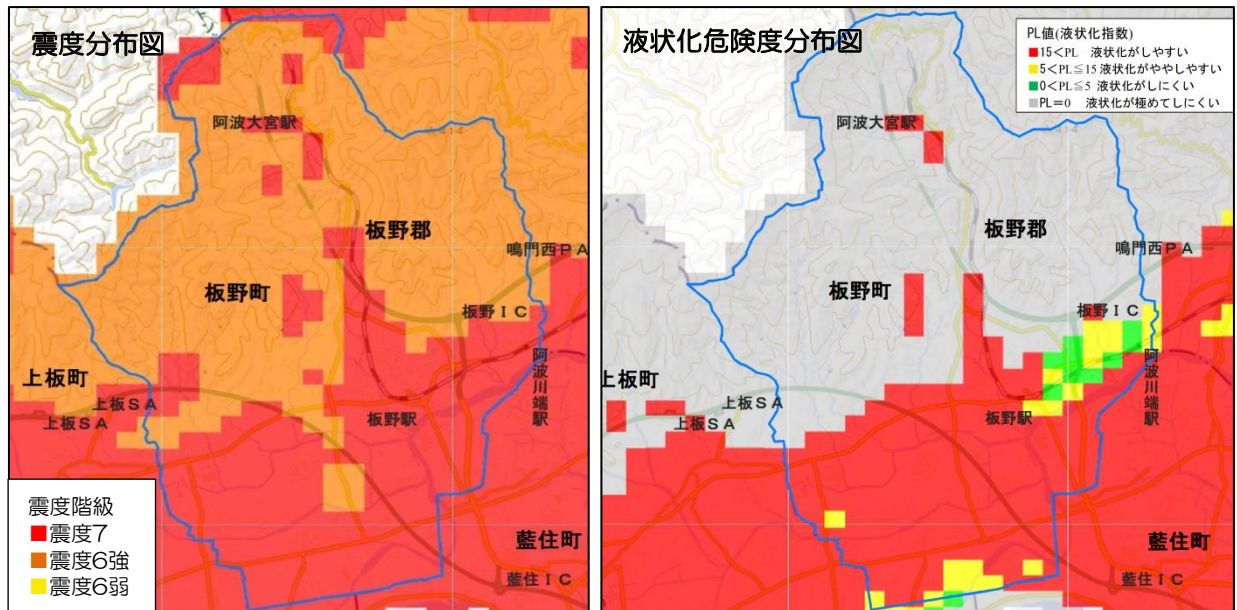 震度分布図
阿波大宮駅
板野郡
鳴門西PA
板野町
板野IC
阿波川端駅
上板町
上板SA
上板SA
板野駅
藍住町
藍住IC
震度階級
■震度7
■震度6強
■震度6弱
液状化危険度分布図
PL値(液状化指数)
■15<PL 液状化がしやすい
■5<PL≦15 液状化がややしやすい
■0<PL≦5 液状化がしにくい
■PL=0 液状化が極めてしにくい
阿波大宮駅
板野郡
鳴門西PA
板野町
板野IC
阿波川端駅
上板町
上板SA
上板SA
板野駅
藍住町
藍住IC